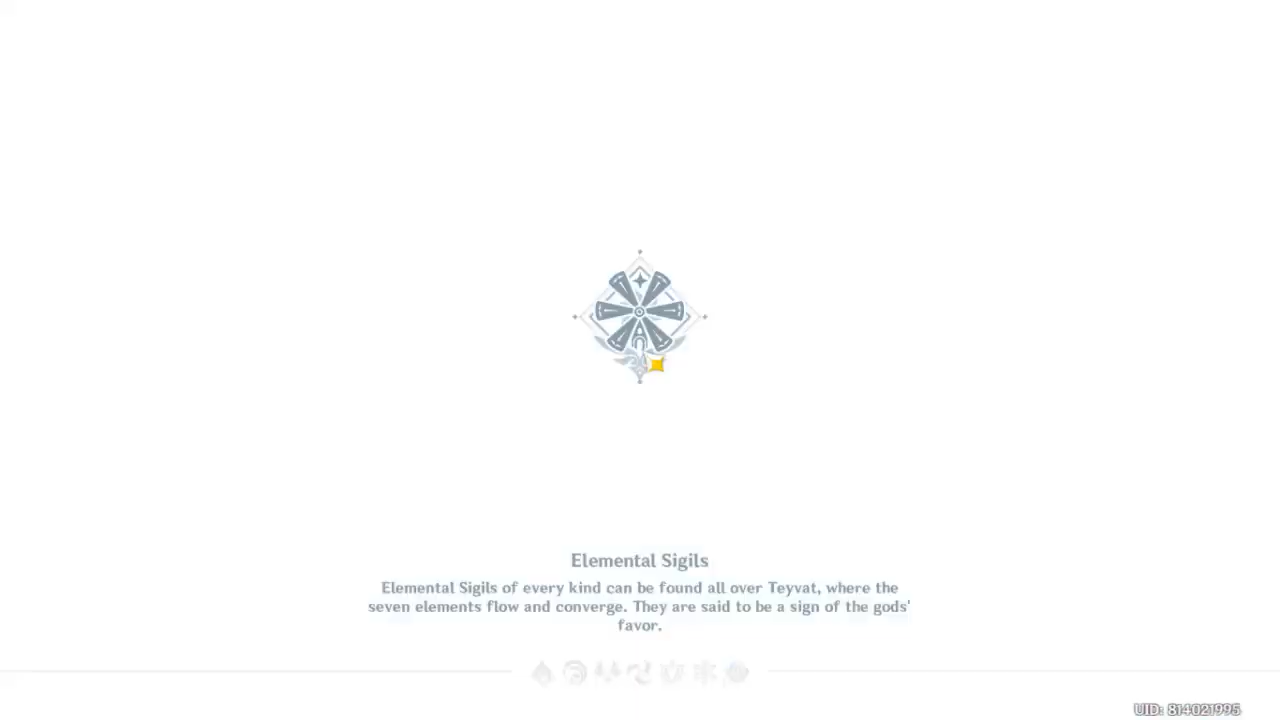 Elemental Sigils
Elemental Sigils of every kind can be found all over Teyvat, where the
seven elements flow and converge. They are said to be a sign of the gods'
favor.
UID: 814021995